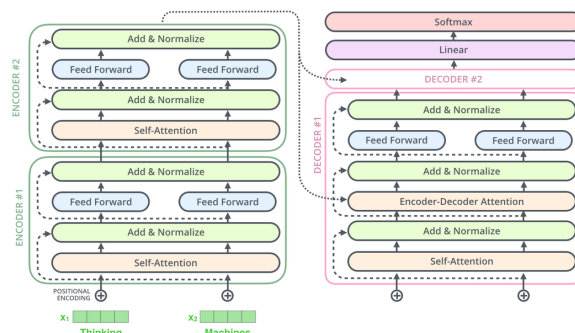 ENCODER #2
Add & Normalize
Feed Forward
Feed Forward
Add & Normalize
Self-Attention
ENCODER #1
Add & Normalize
Feed Forward
Feed Forward
Add & Normalize
Self-Attention
POSITIONAL
ENCODING
x₁
x₂
Thinking
Machines
Softmax
Linear
DECODER #2
DECODER #1
Add & Normalize
Feed Forward
Feed Forward
Add & Normalize
Encoder-Decoder Attention
Add & Normalize
Self-Attention